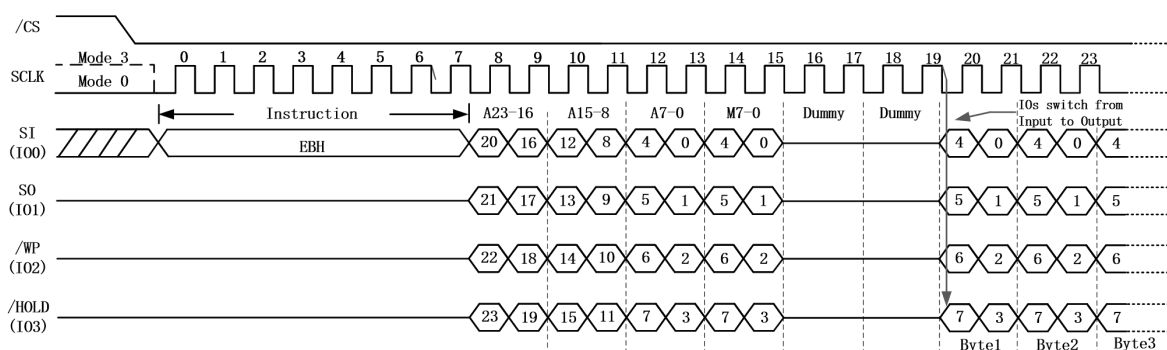 /CS
Mode 3 0 1 2 3 4 5 6 7 8 9 10 11 12 13 14 15 16 17 18 19 20 21 22 23
SCLK
Mode 0
Instruction A23-16 A15-8 A7-0 M7-0 Dummy Dummy IOs switch from
Input to Output
SI
(IO0) EBH 20 16 12 8 4 0 4 0 4 0 4 0 4
SO
(IO1) 21 17 13 9 5 1 5 1 5 1 5 1 5
/WP
(IO2) 22 18 14 10 6 2 6 2 6 2 6 2 6
/HOLD
(IO3) 23 19 15 11 7 3 7 3 7 3 7 3 7
Byte1 Byte2 Byte3